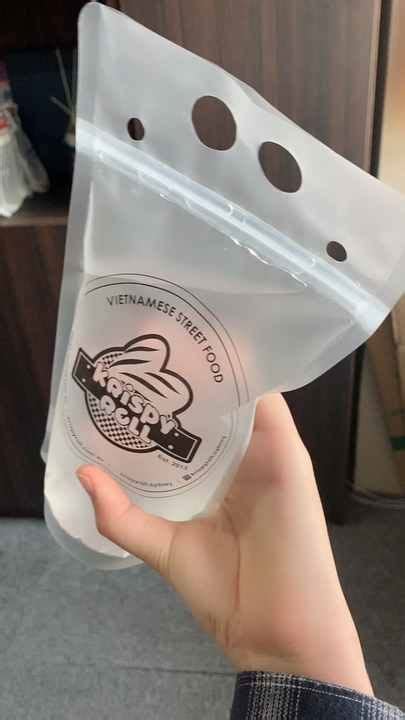 VIETNAMESE STREET FOOD
KRISPY
ROLL
Est. 2013